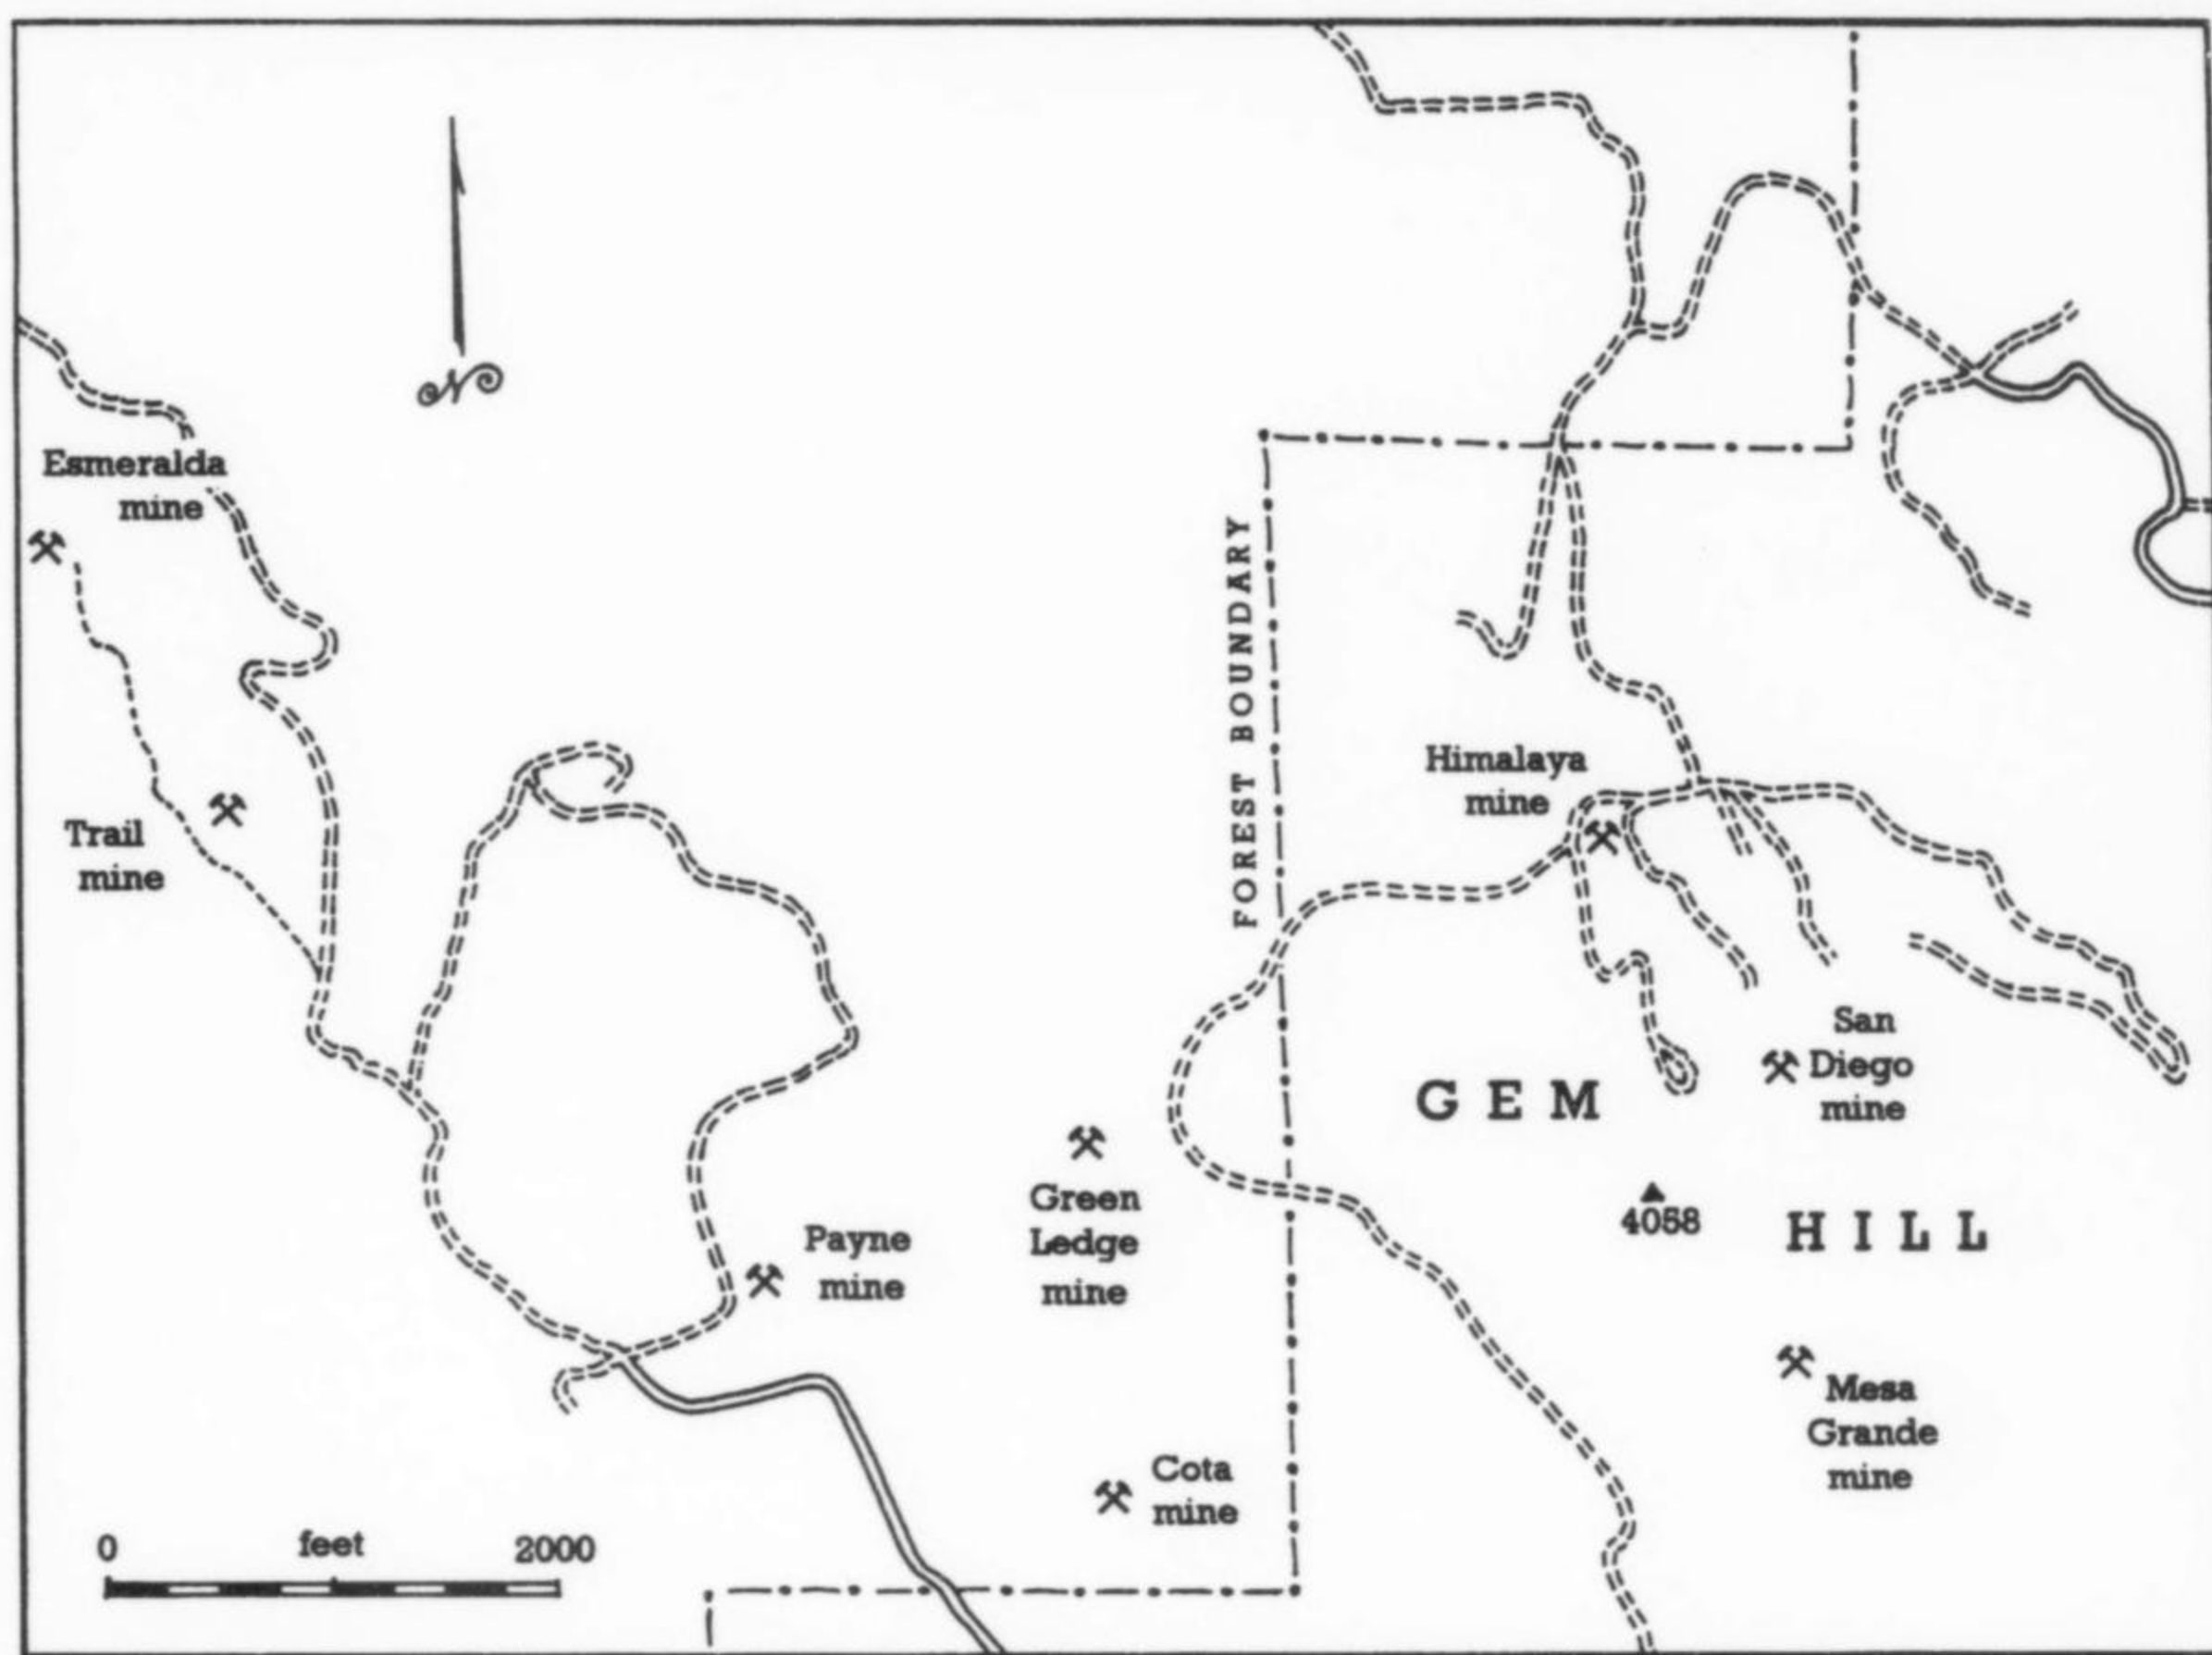 N
Esmeralda
mine
FOREST BOUNDARY
Himalaya
mine
Trail
mine
San
Diego
mine
GEM
Green
Ledge
mine
4058
HILL
Payne
mine
Mesa
Grande
mine
Cota
mine
0 feet 2000